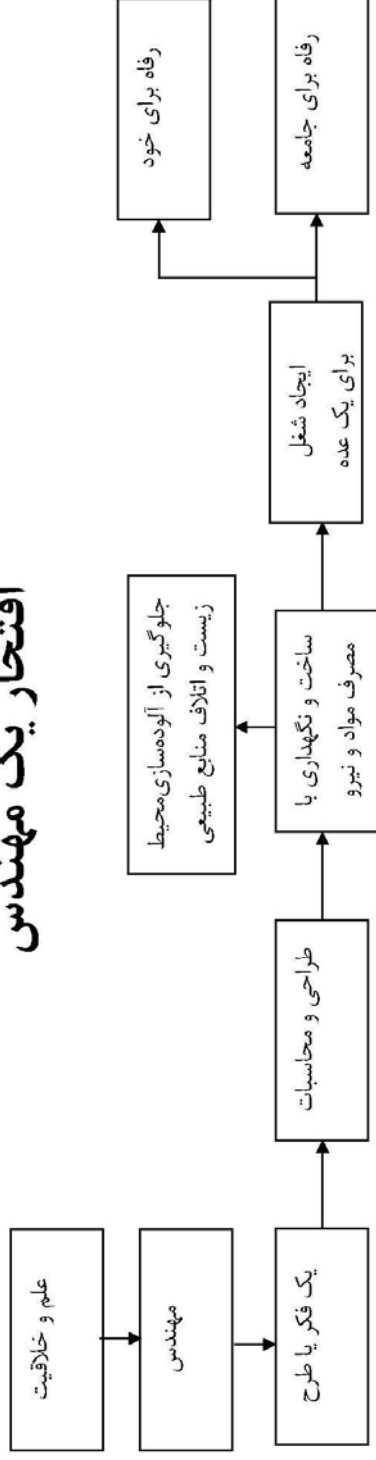 افتخار یک مهندس
علم و خلاقیت
مهندس
یک فکر یا طرح
طراحی و محاسبات
ساخت و نگهداری با
مصرف مواد و نیرو
جلوگیری از آلوده‌سازی‌محیط
زیست و اتلاف منابع طبیعی
ایجاد شغل
برای یک عده
رفاه برای خود
رفاه برای جامعه